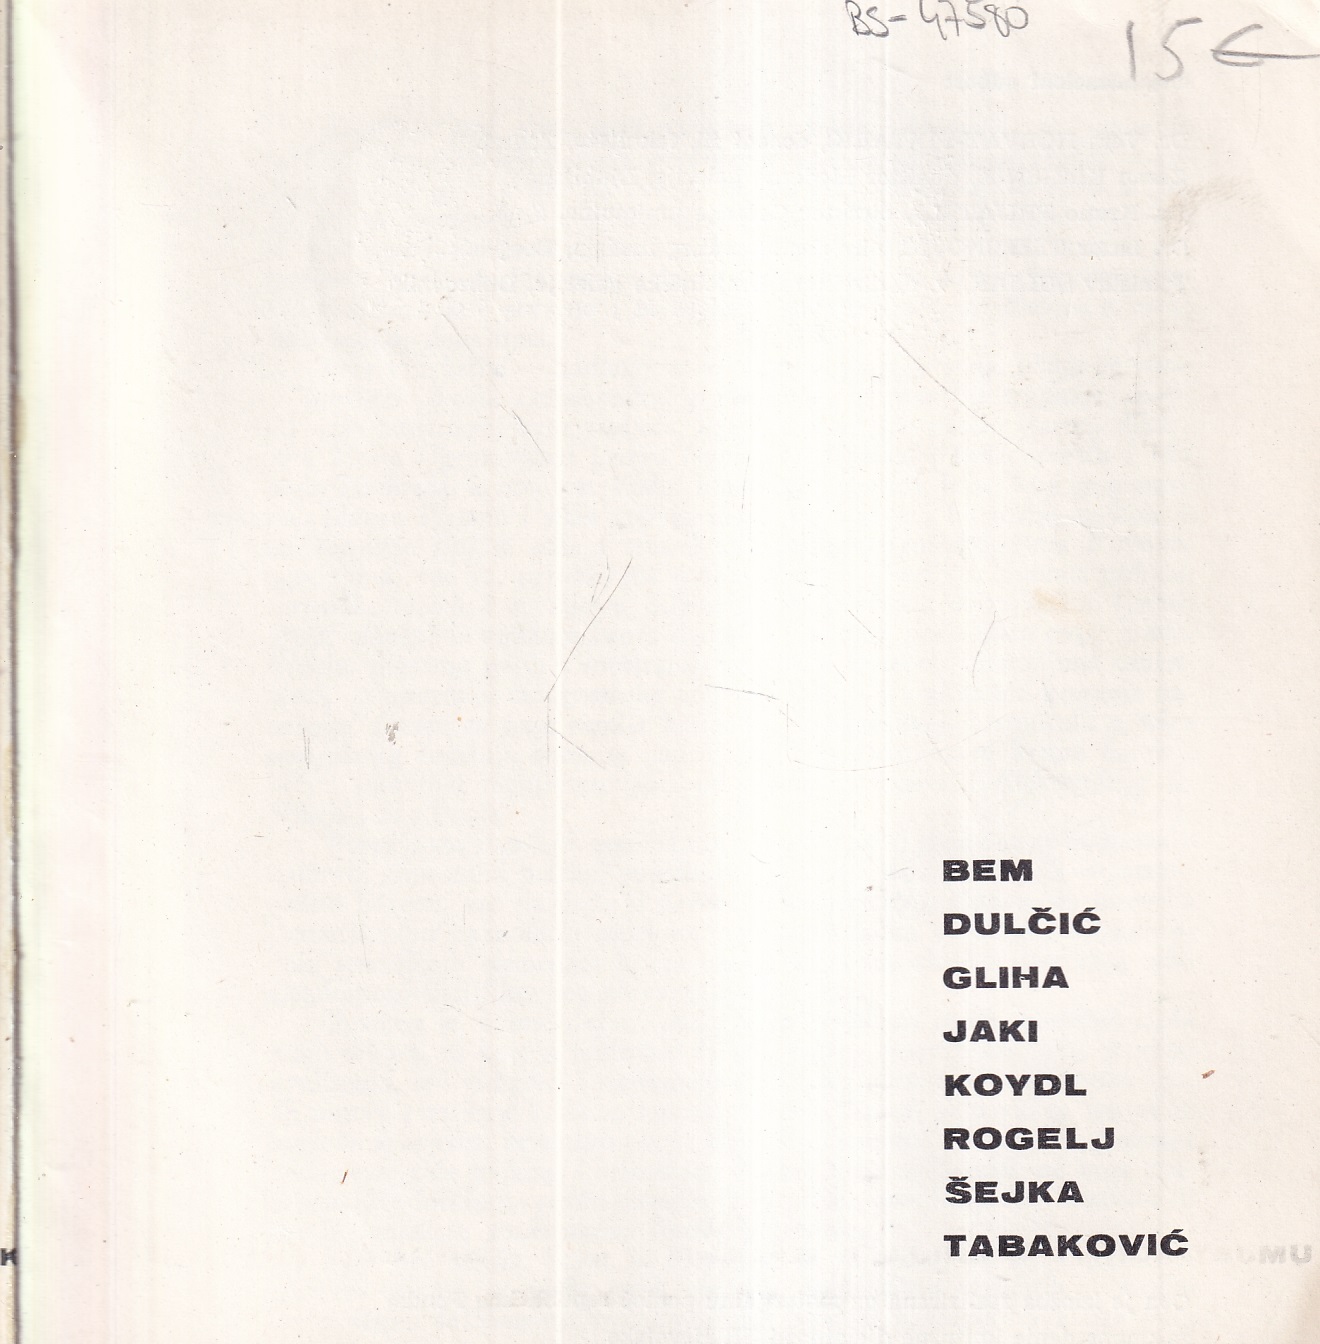 BS-47580
15 €
BEM
DULČIĆ
GLIHA
JAKI
KOYDL
ROGELJ
ŠEJKA
TABAKOVIĆ
K